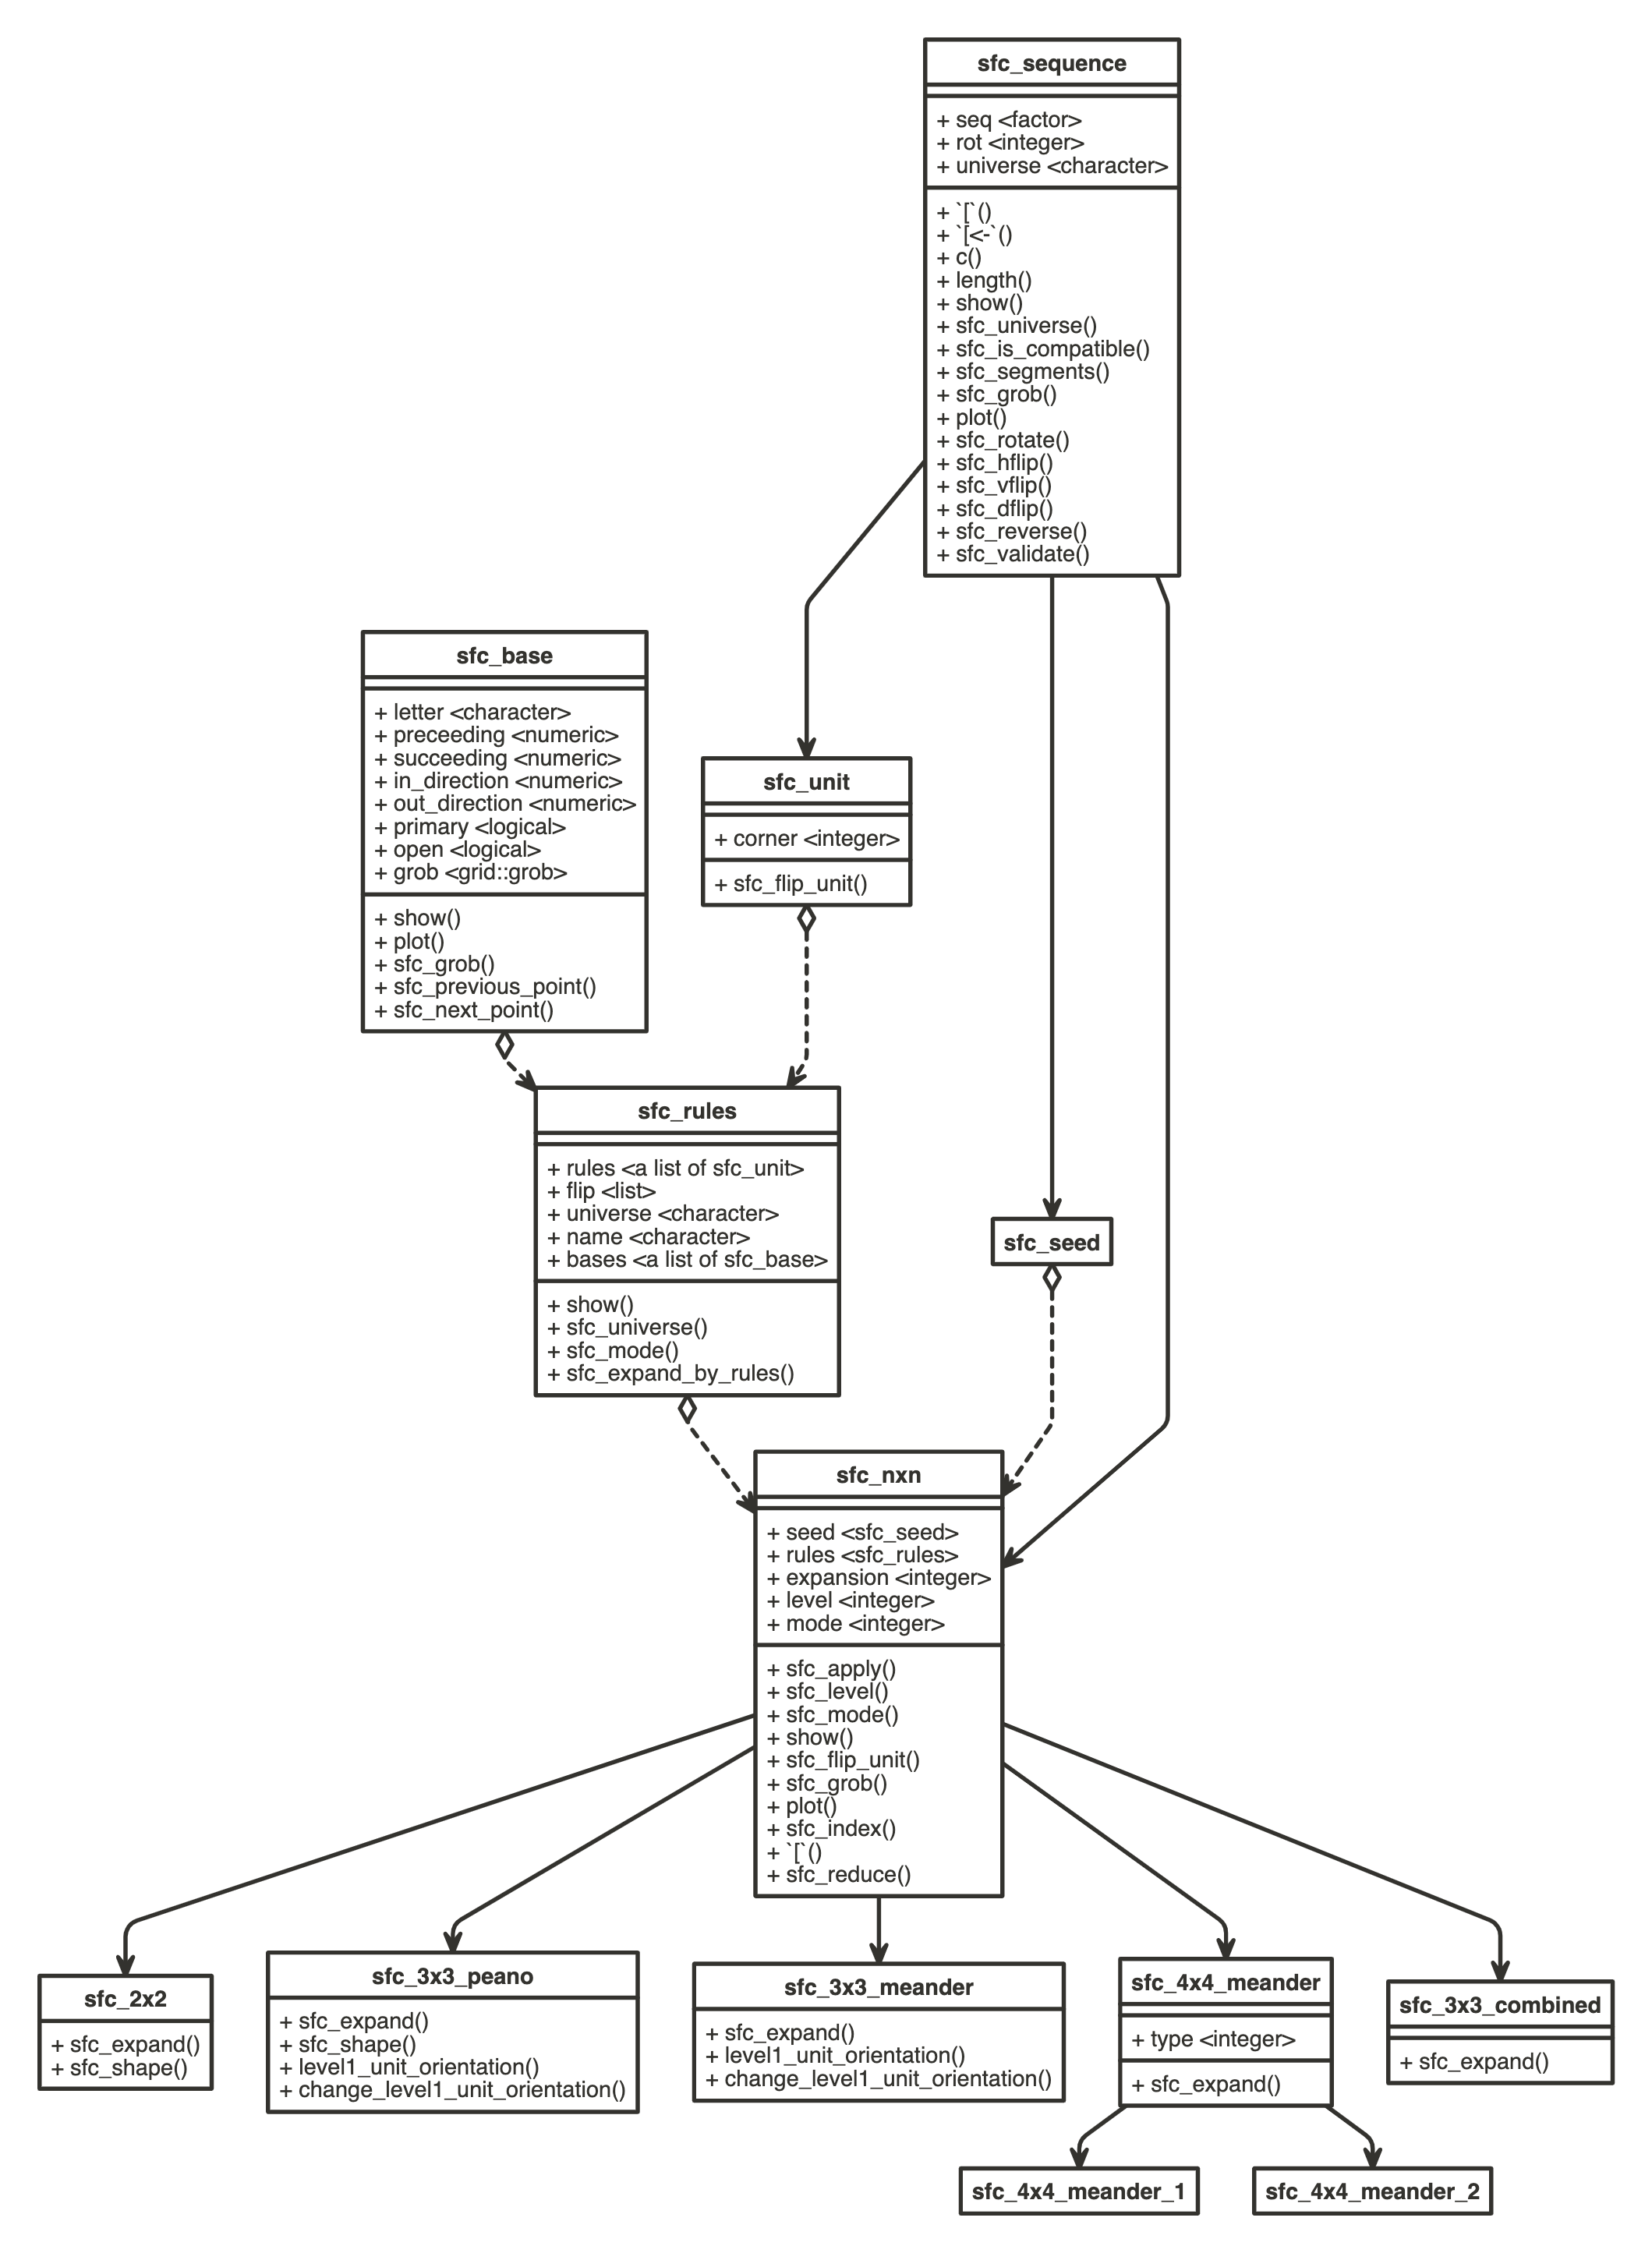 sfc_sequence
+ seq <factor>
+ rot <integer>
+ universe <character>
+ `[`()
+ `[<-`()
+ c()
+ length()
+ show()
+ sfc_universe()
+ sfc_is_compatible()
+ sfc_segments()
+ sfc_grob()
+ plot()
+ sfc_rotate()
+ sfc_hflip()
+ sfc_vflip()
+ sfc_dflip()
+ sfc_reverse()
+ sfc_validate()
sfc_base
+ letter <character>
+ preceeding <numeric>
+ succeeding <numeric>
+ in_direction <numeric>
+ out_direction <numeric>
+ primary <logical>
+ open <logical>
+ grob <grid::grob>
+ show()
+ plot()
+ sfc_grob()
+ sfc_previous_point()
+ sfc_next_point()
sfc_unit
+ corner <integer>
+ sfc_flip_unit()
sfc_rules
+ rules <a list of sfc_unit>
+ flip <list>
+ universe <character>
+ name <character>
+ bases <a list of sfc_base>
+ show()
+ sfc_universe()
+ sfc_mode()
+ sfc_expand_by_rules()
sfc_seed
sfc_nxn
+ seed <sfc_seed>
+ rules <sfc_rules>
+ expansion <integer>
+ level <integer>
+ mode <integer>
+ sfc_apply()
+ sfc_level()
+ sfc_mode()
+ show()
+ sfc_flip_unit()
+ sfc_grob()
+ plot()
+ sfc_index()
+ `[`()
+ sfc_reduce()
sfc_2x2
+ sfc_expand()
+ sfc_shape()
sfc_3x3_peano
+ sfc_expand()
+ sfc_shape()
+ level1_unit_orientation()
+ change_level1_unit_orientation()
sfc_3x3_meander
+ sfc_expand()
+ level1_unit_orientation()
+ change_level1_unit_orientation()
sfc_4x4_meander
+ type <integer>
+ sfc_expand()
sfc_3x3_combined
+ sfc_expand()
sfc_4x4_meander_1
sfc_4x4_meander_2